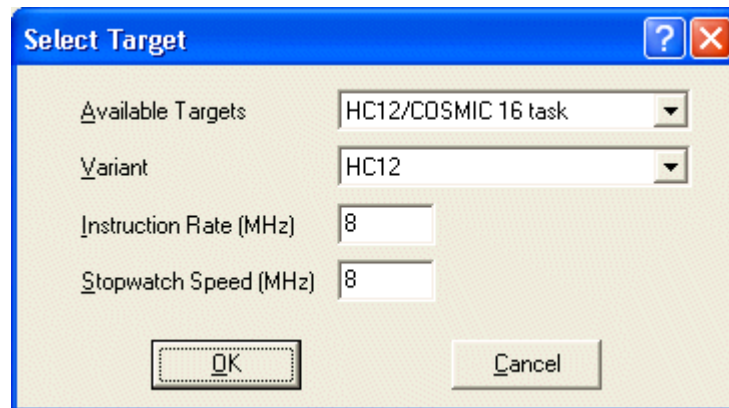 Select Target
Available Targets HC12/COSMIC 16 task
Variant HC12
Instruction Rate (MHz) 8
Stopwatch Speed (MHz) 8
OK Cancel